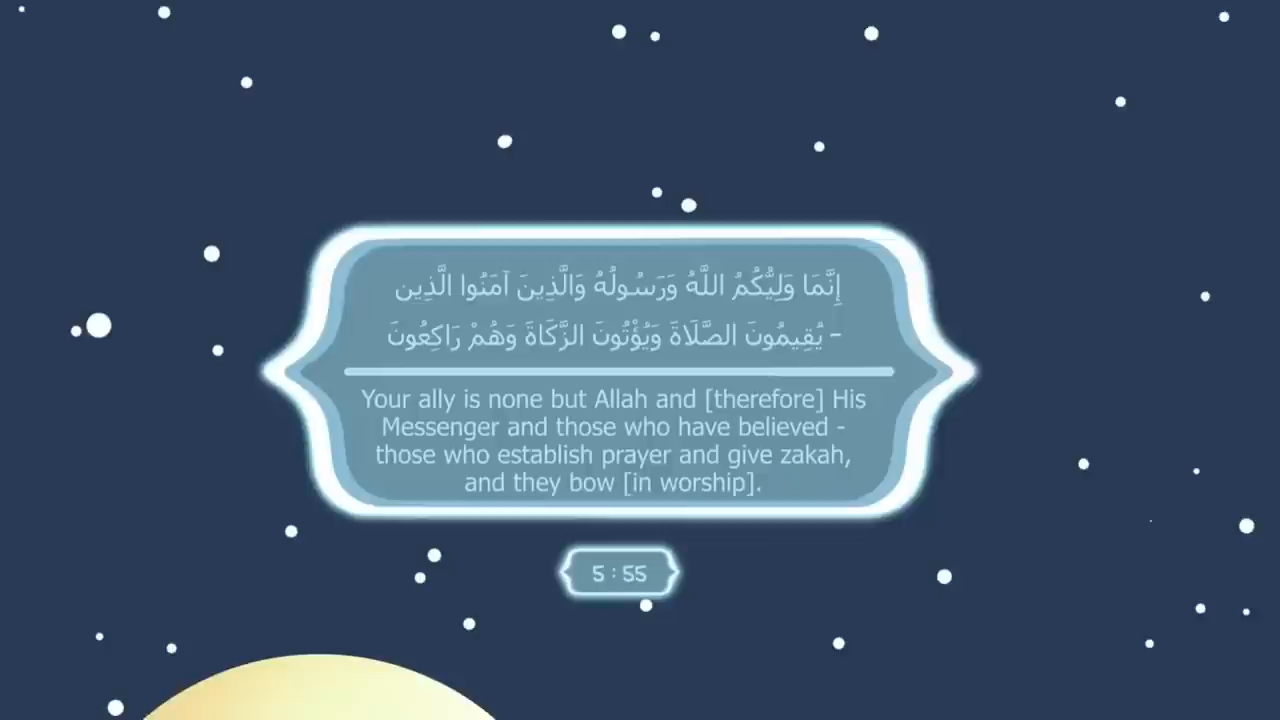 إِنَّمَا وَلِيُّكُمُ اللَّهُ وَرَسُولُهُ وَالَّذِينَ آمَنُوا الَّذِين
- يُقِيمُونَ الصَّلَاةَ وَيُؤْتُونَ الزَّكَاةَ وَهُمْ رَاكِعُونَ
Your ally is none but Allah and [therefore] His
Messenger and those who have believed -
those who establish prayer and give zakah,
and they bow [in worship].
5 : 55